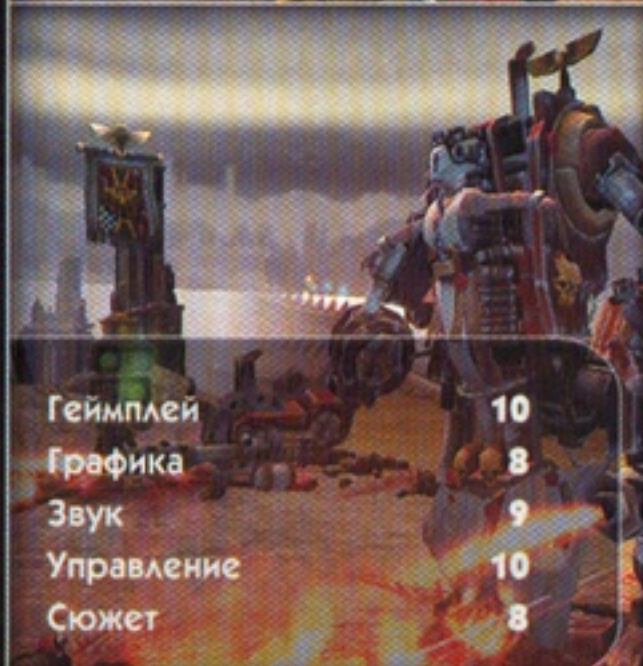 Геймплей 10
Графика 8
Звук 9
Управление 10
Сюжет 8